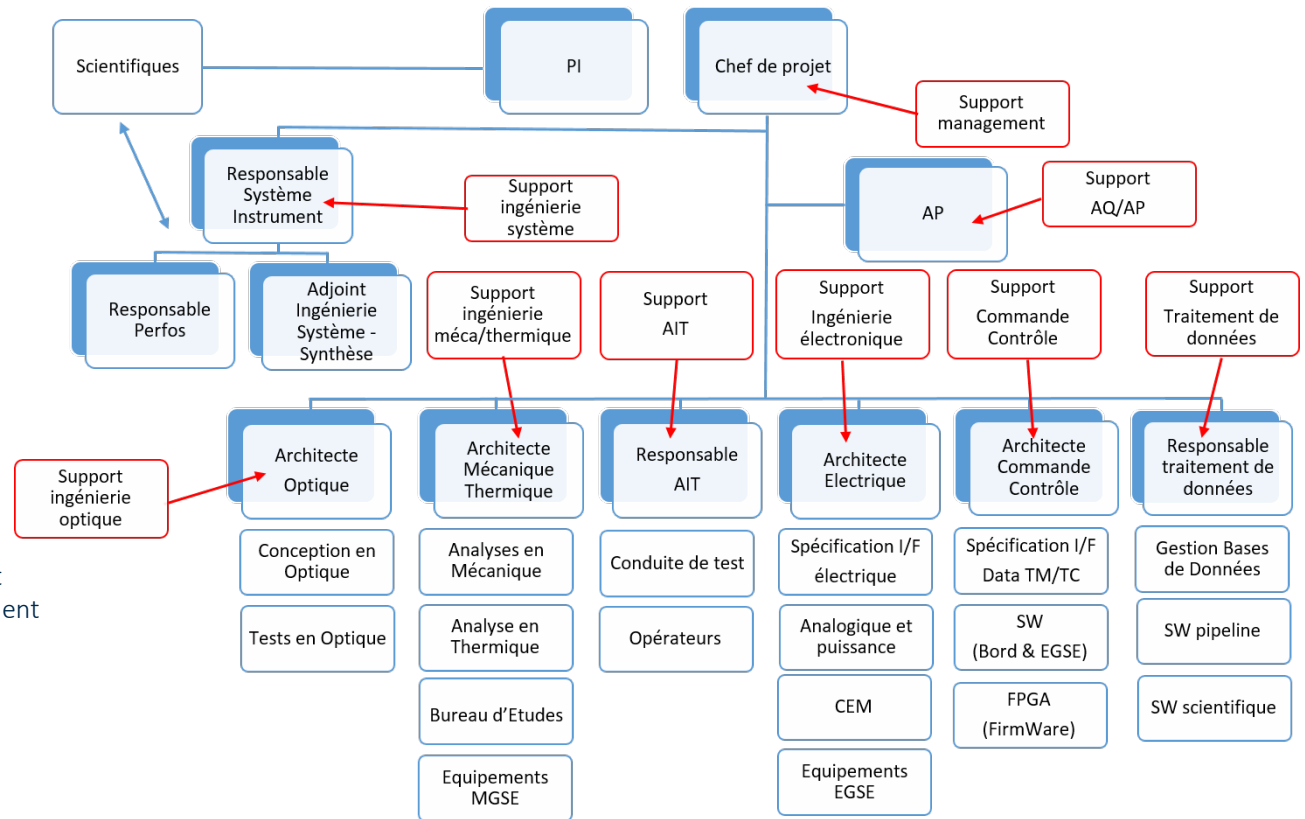 Scientifiques
PI
Chef de projet
Support
management
Responsable
Système
Instrument
Support
ingénierie
système
AP
Support
AQ/AP
Responsable
Perfos
Adjoint
Ingénierie
Système -
Synthèse
Support
ingénierie
méca/thermique
Support
AIT
Support
Ingénierie
électronique
Support
Commande
Contrôle
Support
Traitement de
données
Support
ingénierie
optique
Architecte
Optique
Architecte
Mécanique
Thermique
Responsable
AIT
Architecte
Electrique
Architecte
Commande
Contrôle
Responsable
traitement de
données
Conception en
Optique
Tests en Optique
Analyses en
Mécanique
Analyse en
Thermique
Bureau d’Etudes
Equipements
MGSE
Conduite de test
Opérateurs
Spécification I/F
électrique
Analogique et
puissance
CEM
Equipements
EGSE
Spécification I/F
Data TM/TC
SW
(Bord & EGSE)
FPGA
(FirmWare)
Gestion Bases
de Données
SW pipeline
SW scientifique
ent